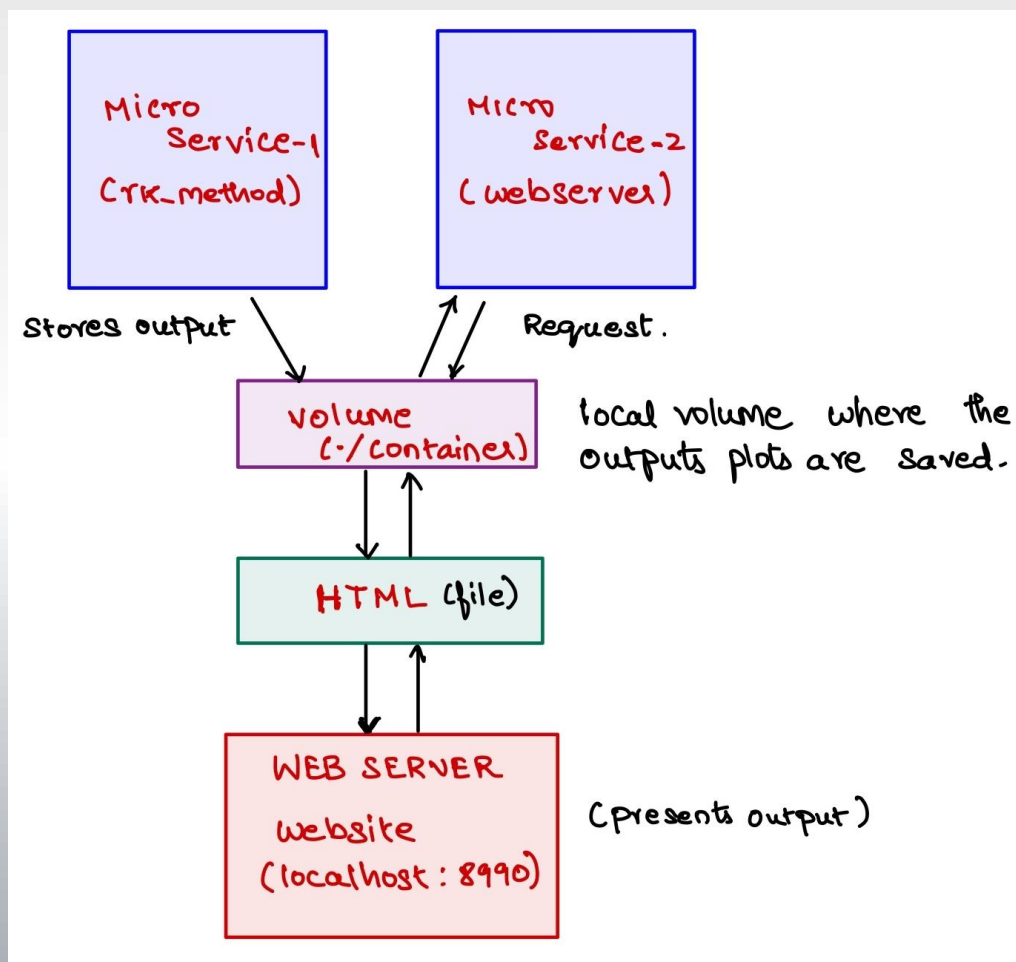 Micro
Service-1
(rk_method)
Micro
Service-2
(webserver)
Stores output
Request.
Volume
(./container)
local volume where the
outputs plots are saved.
HTML (file)
WEB SERVER
website
(localhost: 8990)
(presents output)